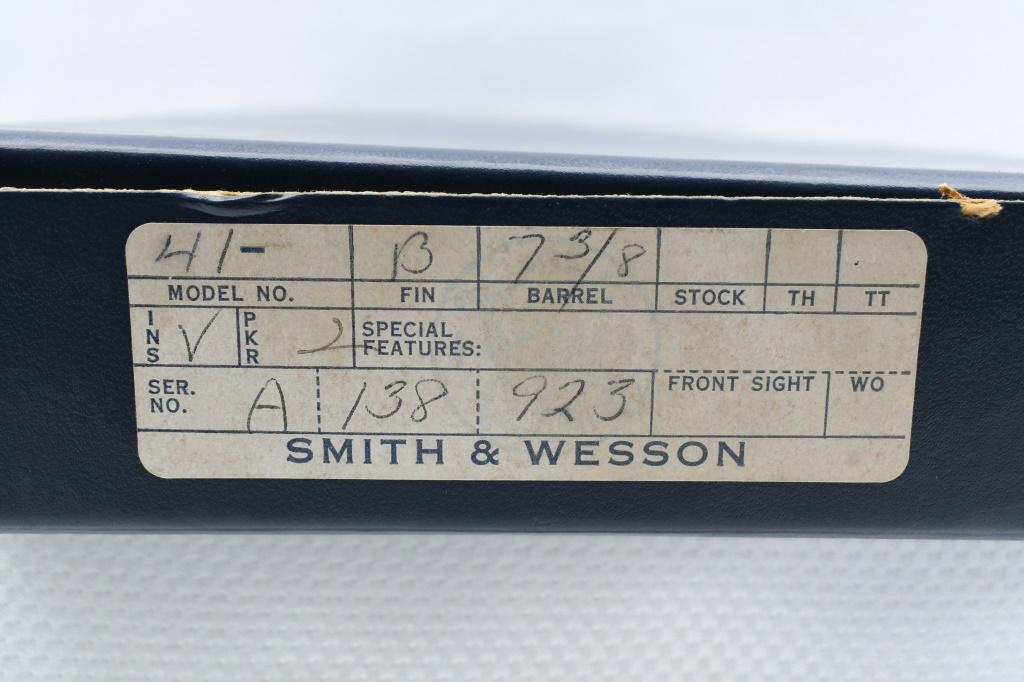 41- B 7 3/8
MODEL NO. FIN BARREL STOCK TH TT
INS V PKR 2 SPECIAL FEATURES:
SER. NO. A 138 923 FRONT SIGHT WO
SMITH & WESSON